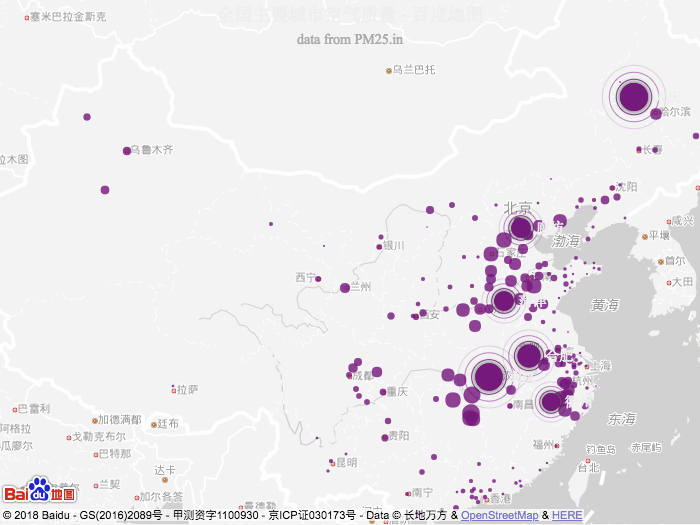 全国主要城市空气质量 - 百度地图
塞米巴拉金斯克
data from PM25.in
乌兰巴托
哈尔滨
长春
乌鲁木齐
拉木图
沈阳
北京
咸兴
平壤
渤海
银川
首尔
西宁
兰州
大田
黄海
西安
上海
成都
杭州
拉萨
重庆
南昌
巴雷利
加德满都
廷布
东海
阿格拉
戈勒克布尔
贵阳
福州
钓鱼岛
赤尾屿
瓜廖尔
巴特那
昆明
台北
达卡
兰契
加尔各答
南宁
香港
Bai du 地图
© 2018 Baidu - GS(2016)2089号 - 甲测资字1100930 - 京ICP证030173号 - Data © 长地万方 & OpenStreetMap & HERE